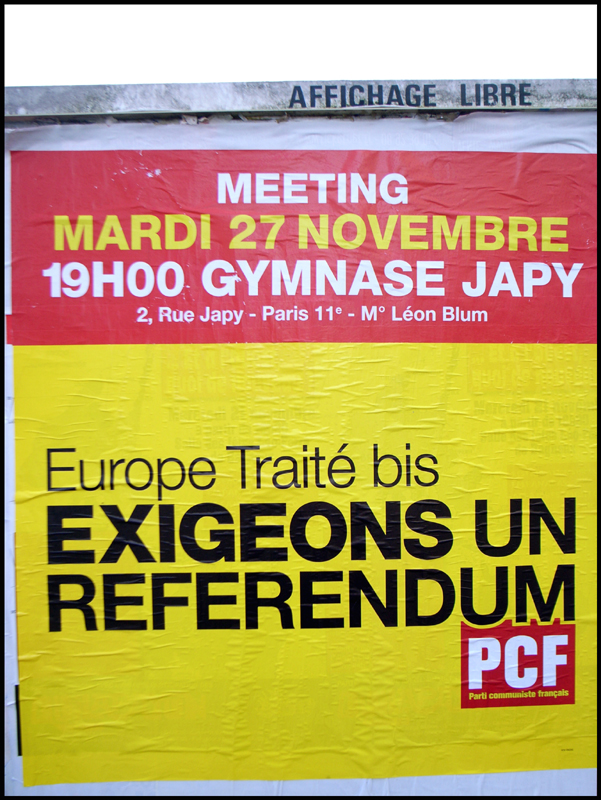 AFFICHAGE LIBRE
MEETING
MARDI 27 NOVEMBRE
19H00 GYMNASE JAPY
2, Rue Japy - Paris 11e - M° Léon Blum
Europe Traité bis
EXIGEONS UN
REFERENDUM
PCF
Parti communiste français